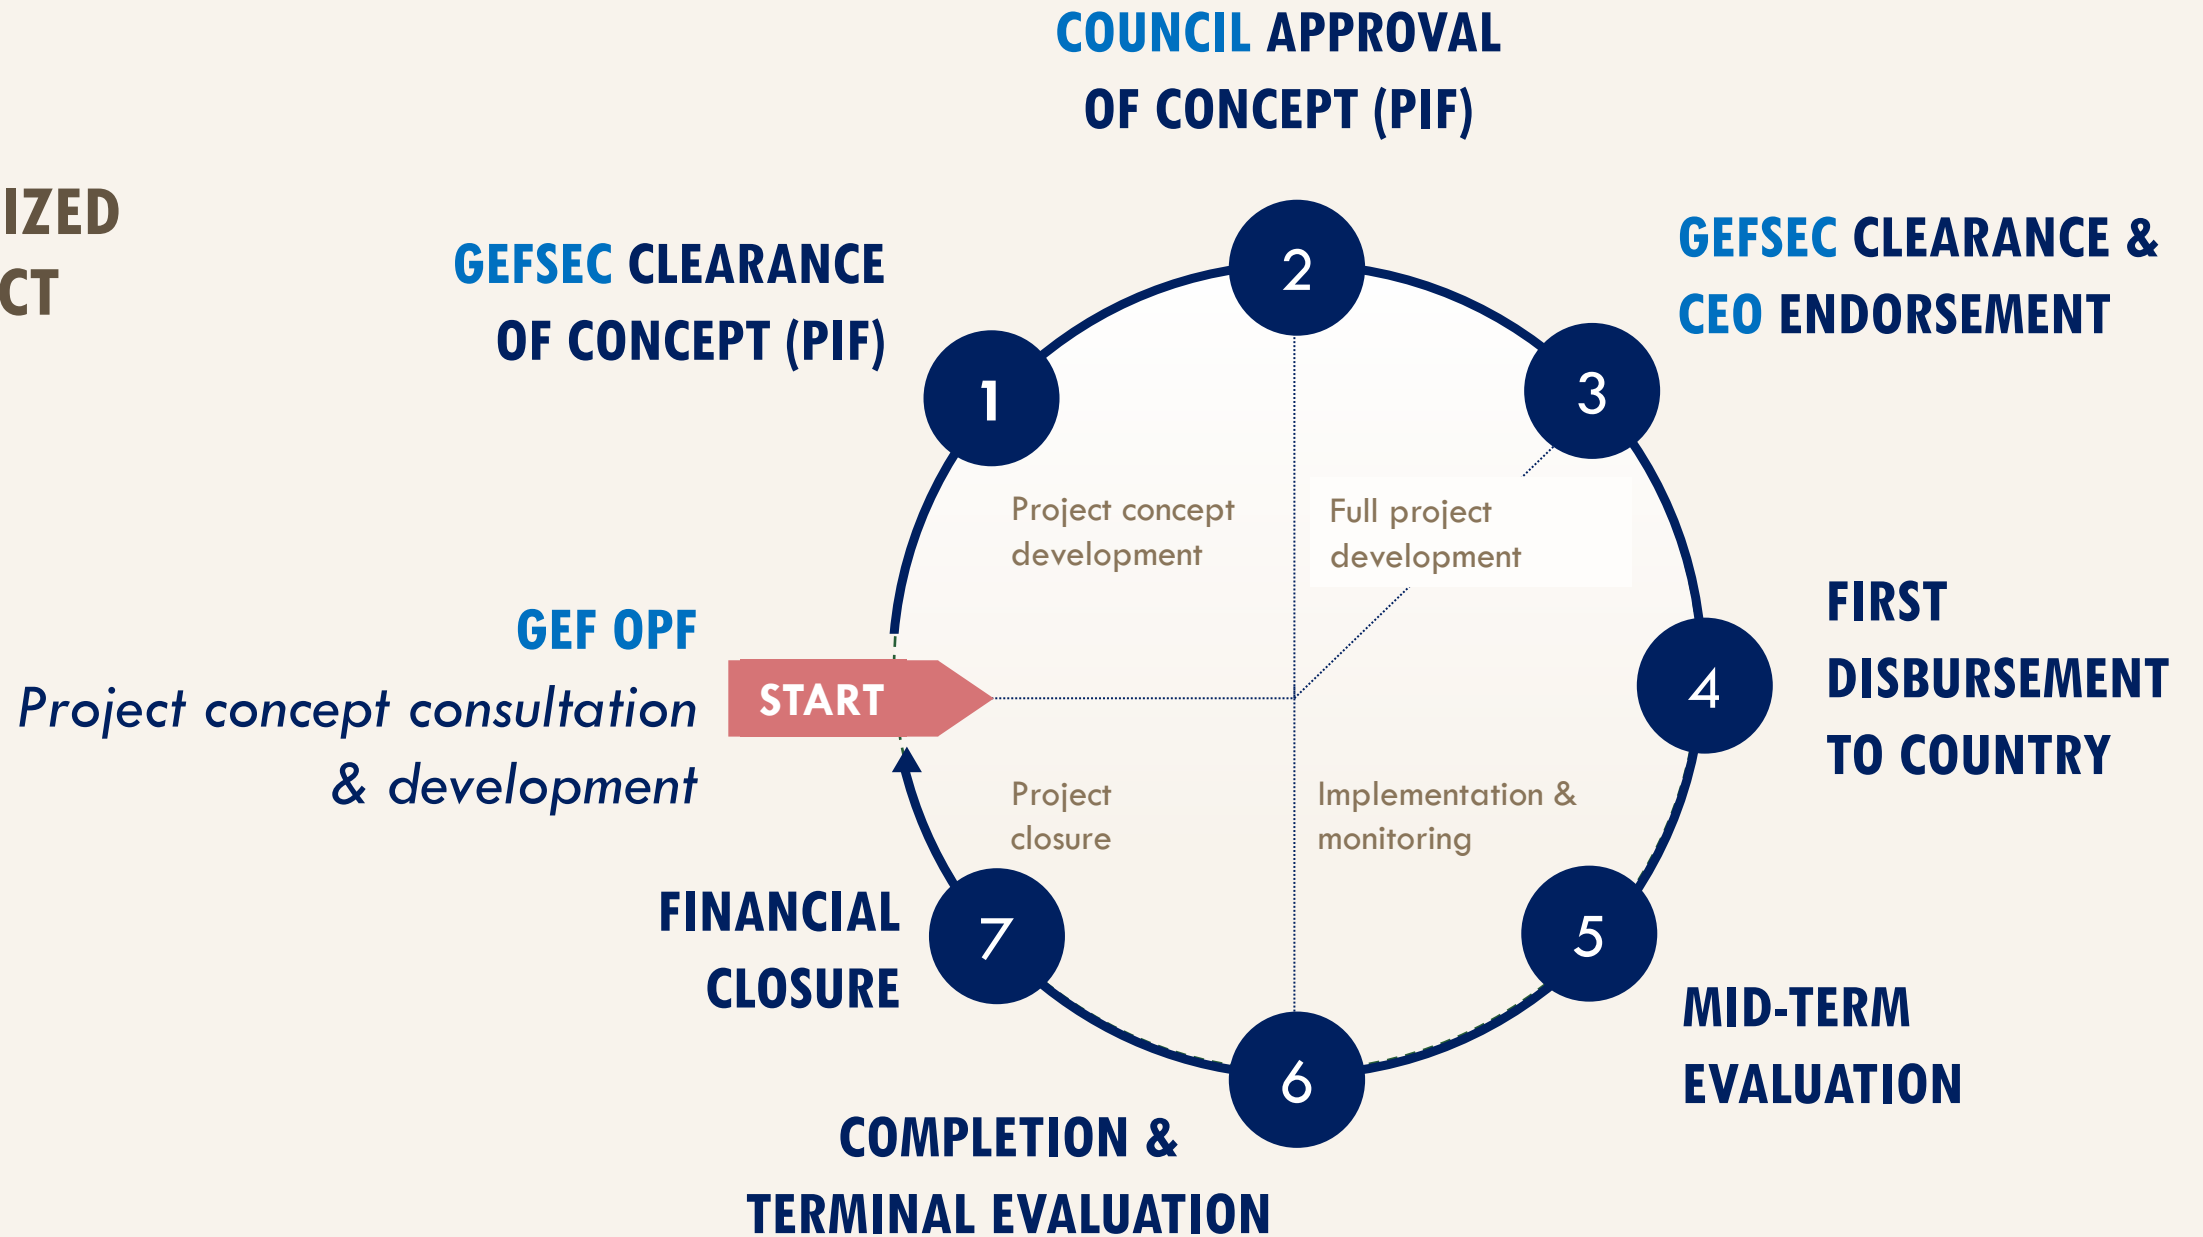 IZED
CT
GEF OPF
Project concept consultation
& development
START
GEFSEC CLEARANCE
OF CONCEPT (PIF)
1
COUNCIL APPROVAL
OF CONCEPT (PIF)
2
GEFSEC CLEARANCE &
CEO ENDORSEMENT
3
FIRST
DISBURSEMENT
TO COUNTRY
4
MID-TERM
EVALUATION
5
COMPLETION &
TERMINAL EVALUATION
6
FINANCIAL
CLOSURE
7
Project concept
development
Full project
development
Implementation &
monitoring
Project
closure